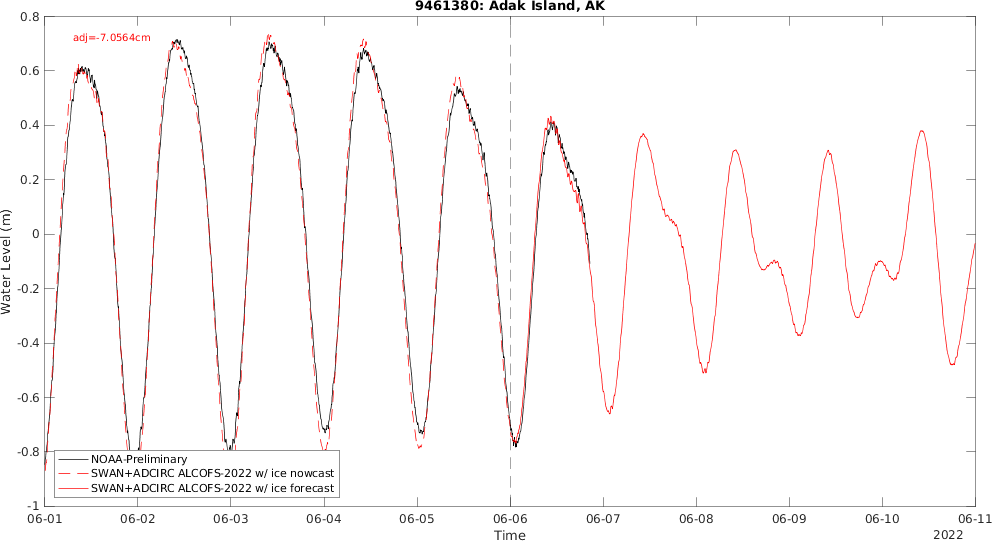 9461380: Adak Island, AK
adj=-7.0564cm
Water Level (m)
0.8
0.6
0.4
0.2
0
-0.2
-0.4
-0.6
-0.8
-1
NOAA-Preliminary
SWAN+ADCIRC ALCOFS-2022 w/ ice nowcast
SWAN+ADCIRC ALCOFS-2022 w/ ice forecast
06-01 06-02 06-03 06-04 06-05 06-06 06-07 06-08 06-09 06-10 06-11
Time
2022